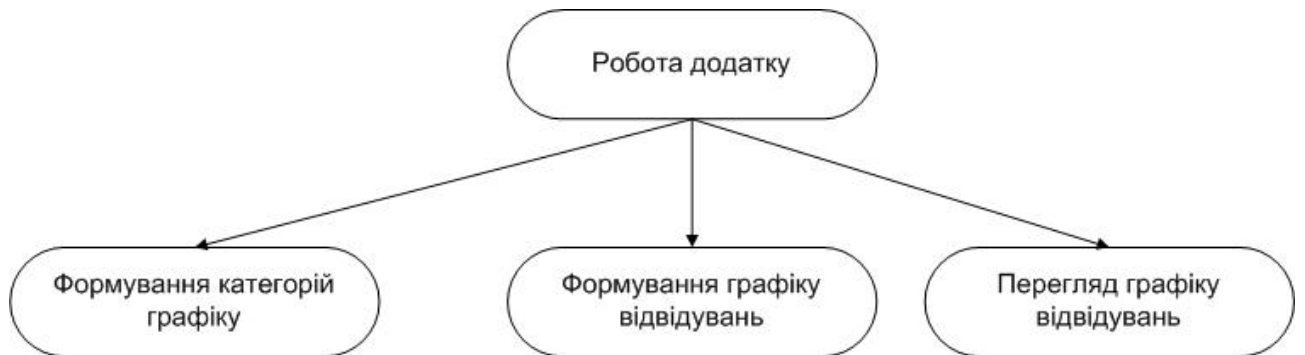 Робота додатку
Формування категорій
графіку
Формування графіку
відвідувань
Перегляд графіку
відвідувань